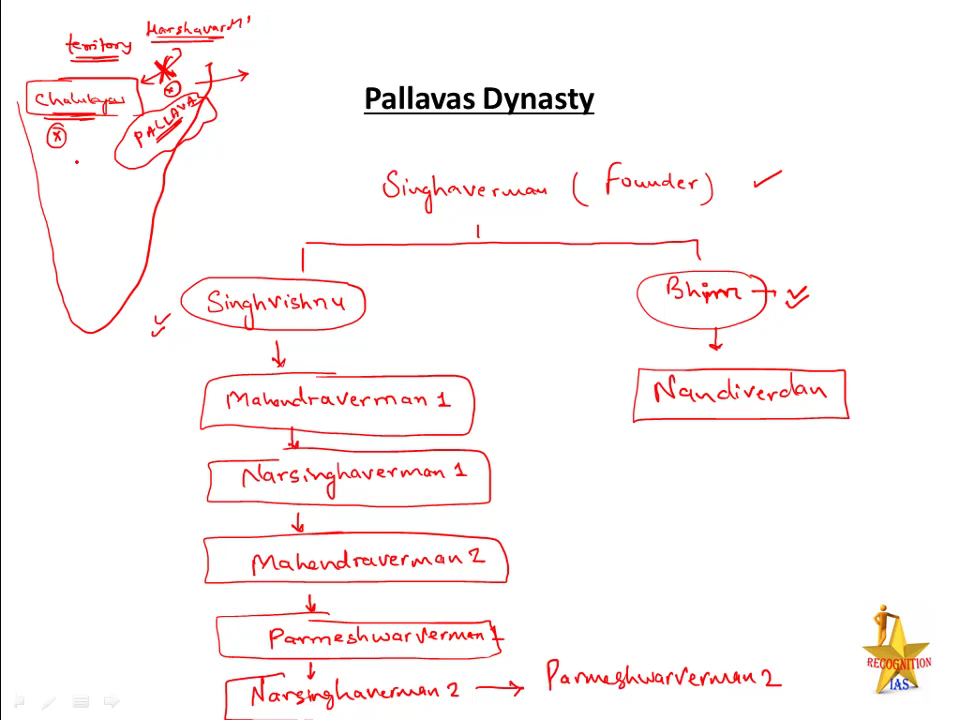 Harshavardh'
territory
Chalukyas
PALLAVA
Pallavas Dynasty
Singhaverman (Founder)
Singhvishnu
Bhima
Mahendraverman 1
Nandiverdan
Narsinghaverman 1
Mahendraverman 2
Parmeshwarverman 1
Narsinghaverman 2 → Parmeshwarverman 2
RECOGNITION
IAS